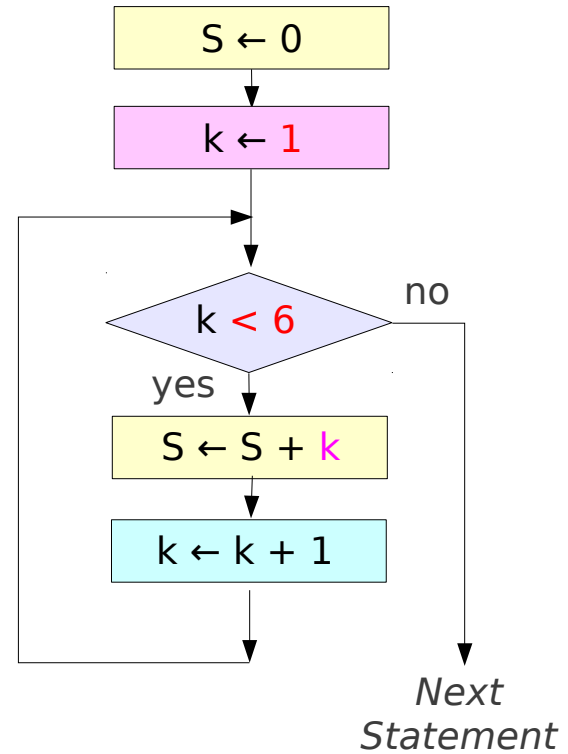 S ← 0
k ← 1
no
k < 6
yes
S ← S + k
k ← k + 1
Next
Statement